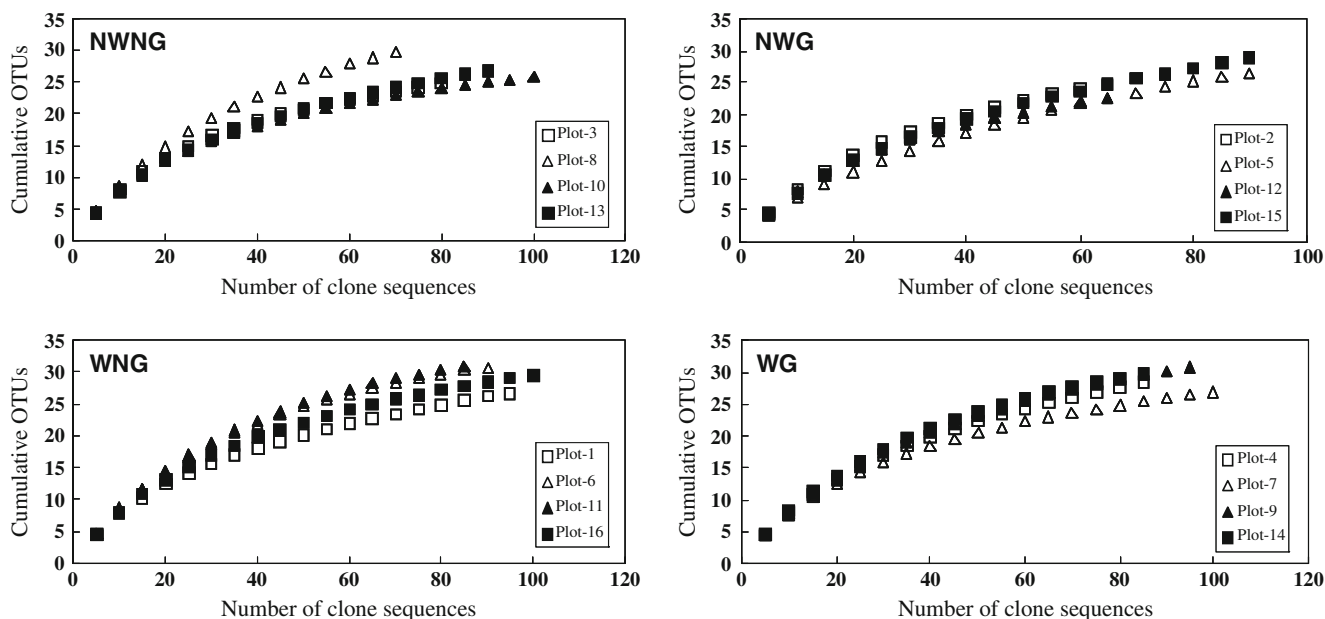 NWNG
Cumulative OTUs
35
30
25
20
15
10
5
0
0 20 40 60 80 100 120
Number of clone sequences
Plot-3
Plot-8
Plot-10
Plot-13
NWG
Cumulative OTUs
35
30
25
20
15
10
5
0
0 20 40 60 80 100
Number of clone sequences
Plot-2
Plot-5
Plot-12
Plot-15
WNG
Cumulative OTUs
35
30
25
20
15
10
5
0
0 20 40 60 80 100 120
Number of clone sequences
Plot-1
Plot-6
Plot-11
Plot-16
WG
Cumulative OTUs
35
30
25
20
15
10
5
0
0 20 40 60 80 100 120
Number of clone sequences
Plot-4
Plot-7
Plot-9
Plot-14